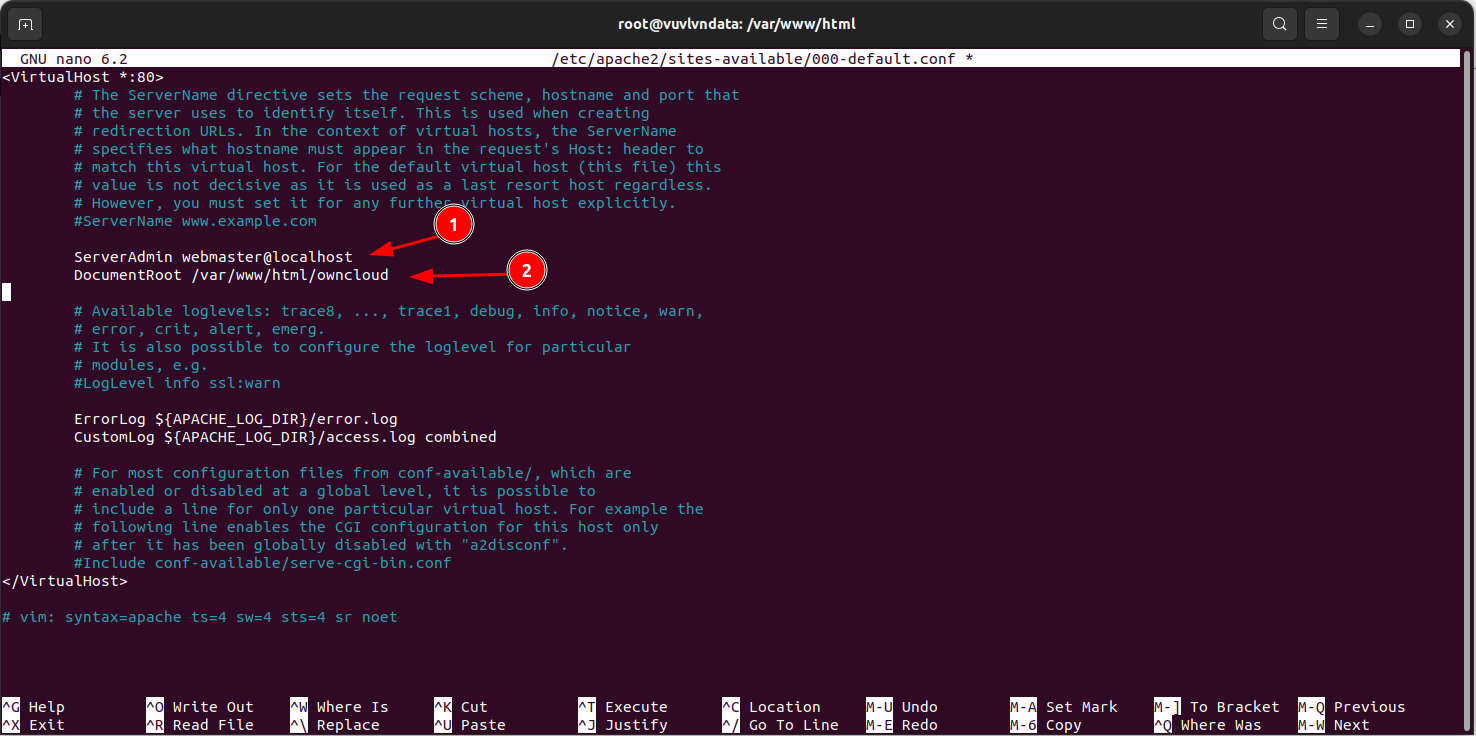 root@vuvlvndata: /var/www/html
GNU nano 6.2 /etc/apache2/sites-available/000-default.conf *
<VirtualHost *:80>
# The ServerName directive sets the request scheme, hostname and port that
# the server uses to identify itself. This is used when creating
# redirection URLs. In the context of virtual hosts, the ServerName
# specifies what hostname must appear in the request's Host: header to
# match this virtual host. For the default virtual host (this file) this
# value is not decisive as it is used as a last resort host regardless.
# However, you must set it for any further virtual host explicitly.
#ServerName www.example.com
1
ServerAdmin webmaster@localhost
DocumentRoot /var/www/html/owncloud
2
# Available loglevels: trace8, ..., trace1, debug, info, notice, warn,
# error, crit, alert, emerg.
# It is also possible to configure the loglevel for particular
# modules, e.g.
#LogLevel info ssl:warn
ErrorLog ${APACHE_LOG_DIR}/error.log
CustomLog ${APACHE_LOG_DIR}/access.log combined
# For most configuration files from conf-available/, which are
# enabled or disabled at a global level, it is possible to
# include a line for only one particular virtual host. For example the
# following line enables the CGI configuration for this host only
# after it has been globally disabled with "a2disconf".
#Include conf-available/serve-cgi-bin.conf
</VirtualHost>
# vim: syntax=apache ts=4 sw=4 sts=4 sr noet
^G Help ^O Write Out ^W Where Is ^K Cut ^T Execute ^C Location M-U Undo M-A Set Mark M-] To Bracket M-Q Previous
^X Exit ^R Read File ^\ Replace ^U Paste ^J Justify ^/ Go To Line M-E Redo M-6 Copy ^Q Where Was M-W Next